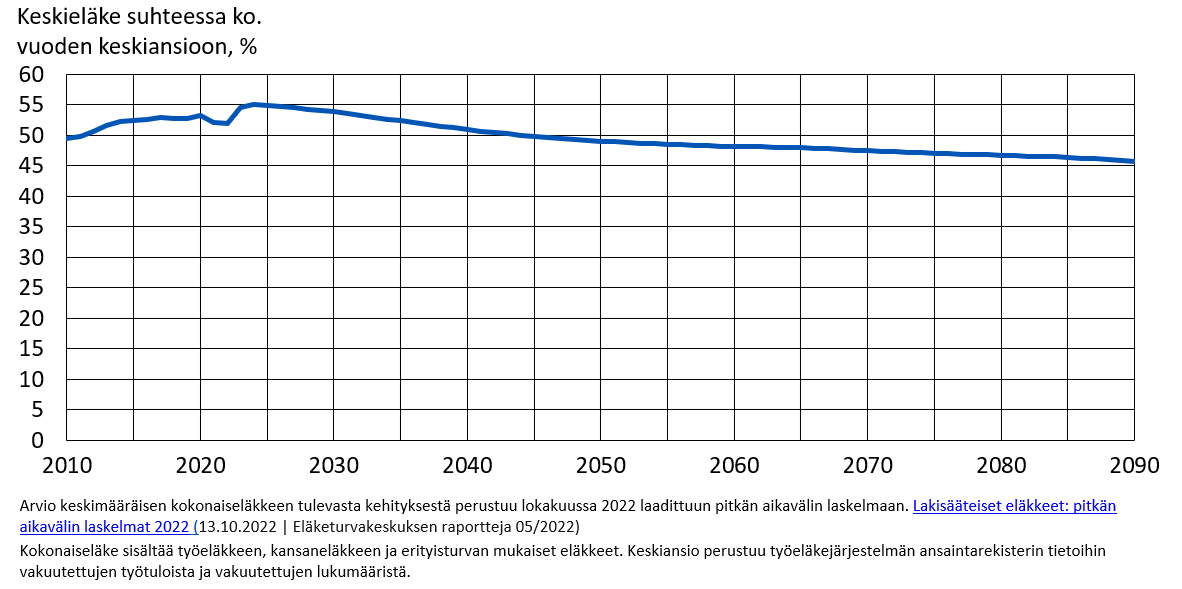 Keskieläke suhteessa ko.
vuoden keskiansioon, %
60
55
50
45
40
35
30
25
20
15
10
5
0
2010 2020 2030 2040 2050 2060 2070 2080 2090
Arvio keskimääräisen kokonaiseläkkeen tulevasta kehityksestä perustuu lokakuussa 2022 laadittuun pitkän aikavälin laskelmaan. Lakisääteiset eläkkeet: pitkän
aikavälin laskelmat 2022 (13.10.2022 | Eläketurvakeskuksen raportteja 05/2022)
Kokonaiseläke sisältää työeläkkeen, kansaneläkkeen ja erityisturvan mukaiset eläkkeet. Keskiansio perustuu työeläkejärjestelmän ansaintarekisterin tietoihin
vakuutettujen työtuloista ja vakuutettujen lukumääristä.